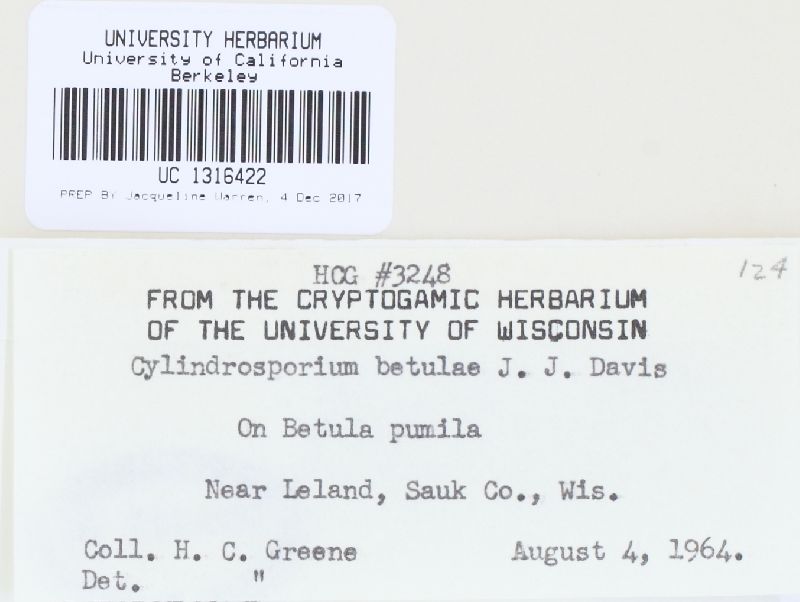 UNIVERSITY HERBARIUM
University of California
Berkeley
UC 1316422
PREP BY Jacqueline Warren, 4 Dec 2017
HCG #3248
124
FROM THE CRYPTOGAMIC HERBARIUM
OF THE UNIVERSITY OF WISCONSIN
Cylindrosporium betulae J. J. Davis
On Betula pumila
Near Leland, Sauk Co., Wis.
Coll. H. C. Greene August 4, 1964.
Det. "